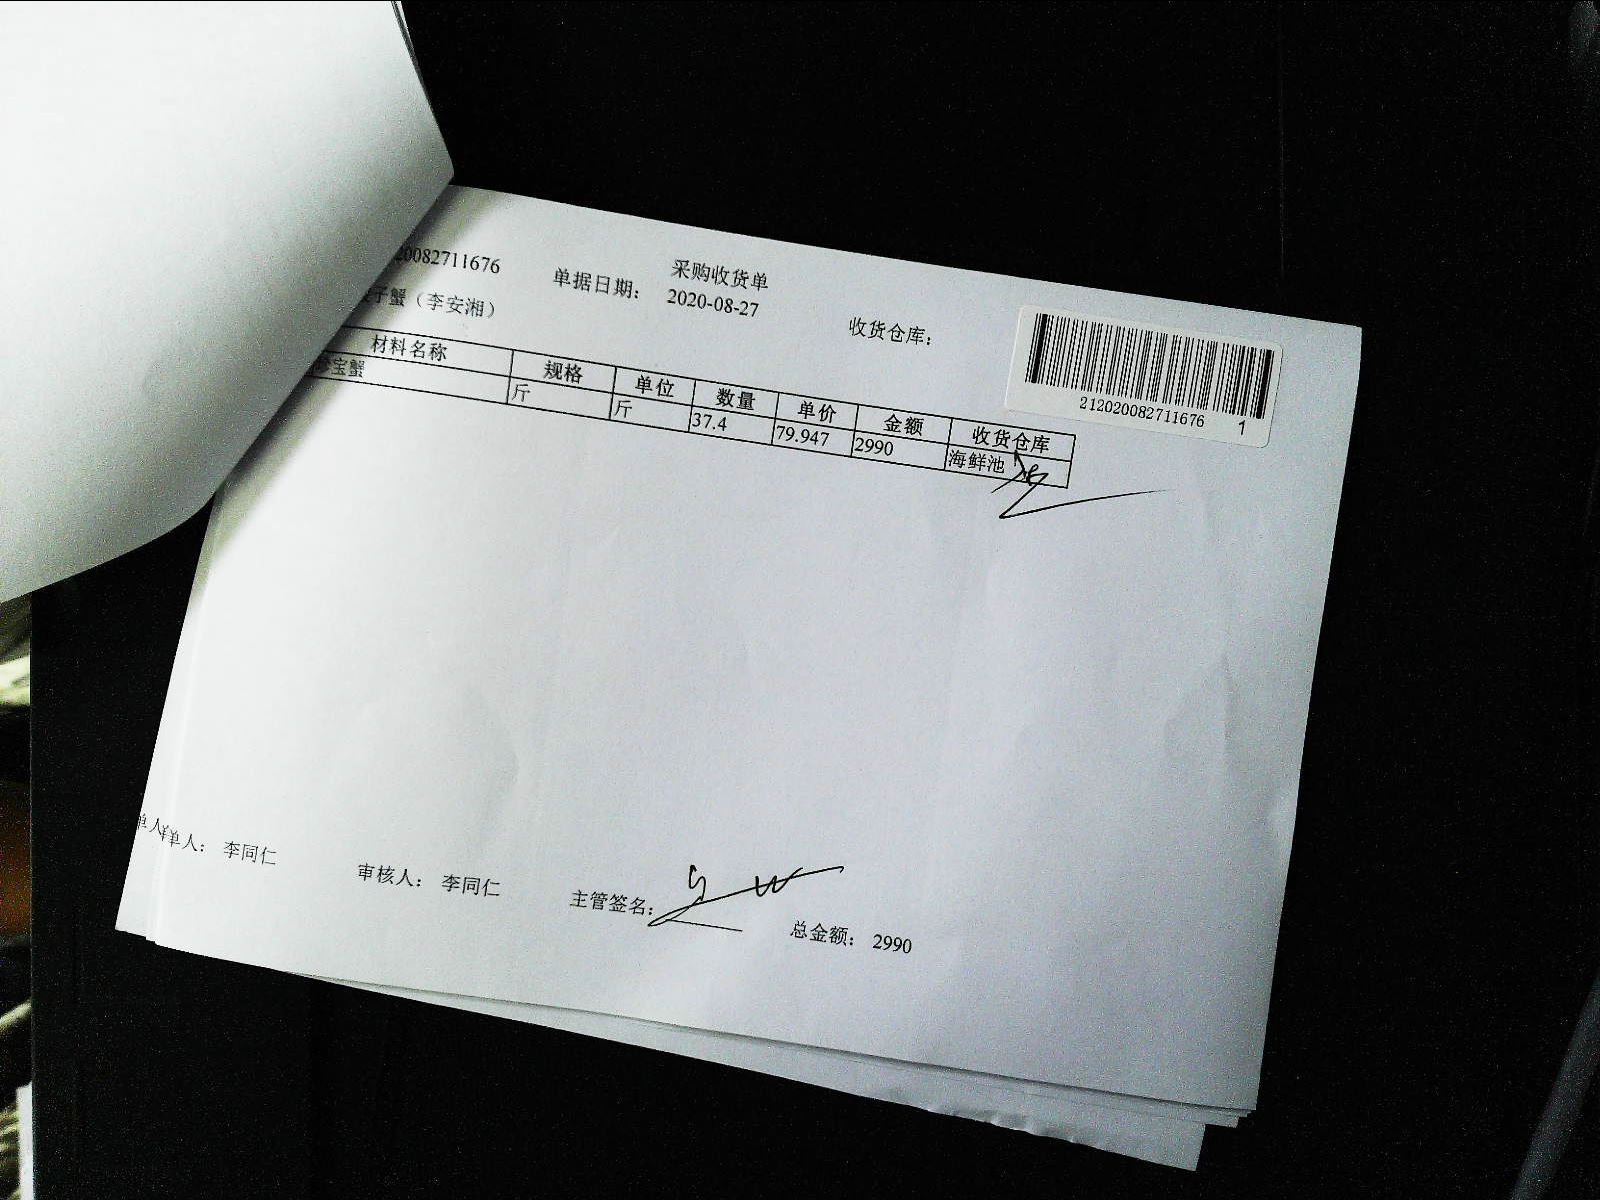 采购收货单
20082711676 单据日期： 2020-08-27 收货仓库：
子蟹（李安湘）
212020082711676 1
材料名称 规格 单位 数量 单价 金额 收货仓库
宝蟹 斤 斤 37.4 79.947 2990 海鲜池
单人 单人： 李同仁 审核人： 李同仁 主管签名： 总金额： 2990